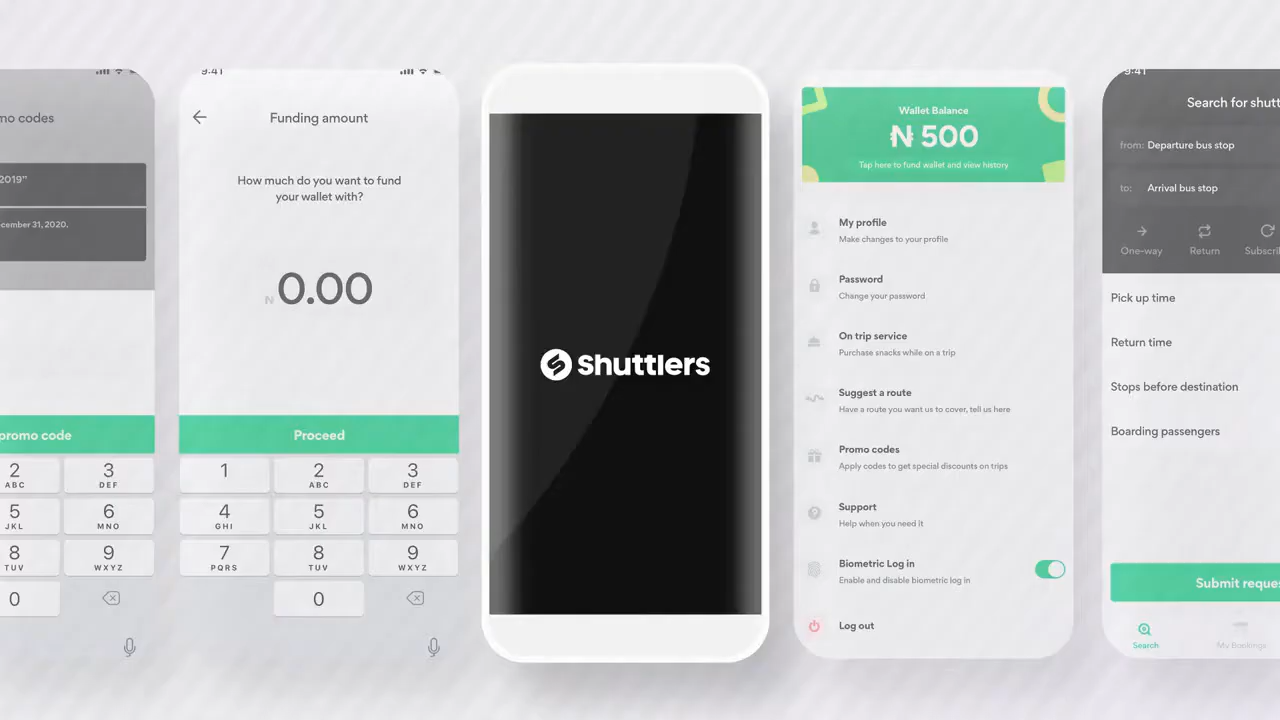 mo codes
2019"
cember 31, 2020.
promo code
2
ABC
3
DEF
5
JKL
6
MNO
8
TUV
9
WXYZ
0
9:41
Funding amount
How much do you want to fund
your wallet with?
₦ 0.00
Proceed
1
2
ABC
3
DEF
4
GHI
5
JKL
6
MNO
7
PQRS
8
TUV
9
WXYZ
0
Shuttlers
Wallet Balance
₦ 500
Tap here to fund wallet and view history
My profile
Make changes to your profile
Password
Change your password
On trip service
Purchase snacks while on a trip
Suggest a route
Have a route you want us to cover, tell us here
Promo codes
Apply codes to get special discounts on trips
Support
Help when you need it
Biometric Log in
Enable and disable biometric log in
Log out
9:41
Search for shutt
from: Departure bus stop
to: Arrival bus stop
One-way
Return
Subscri
Pick up time
Return time
Stops before destination
Boarding passengers
Submit reques
Search
My Bookings